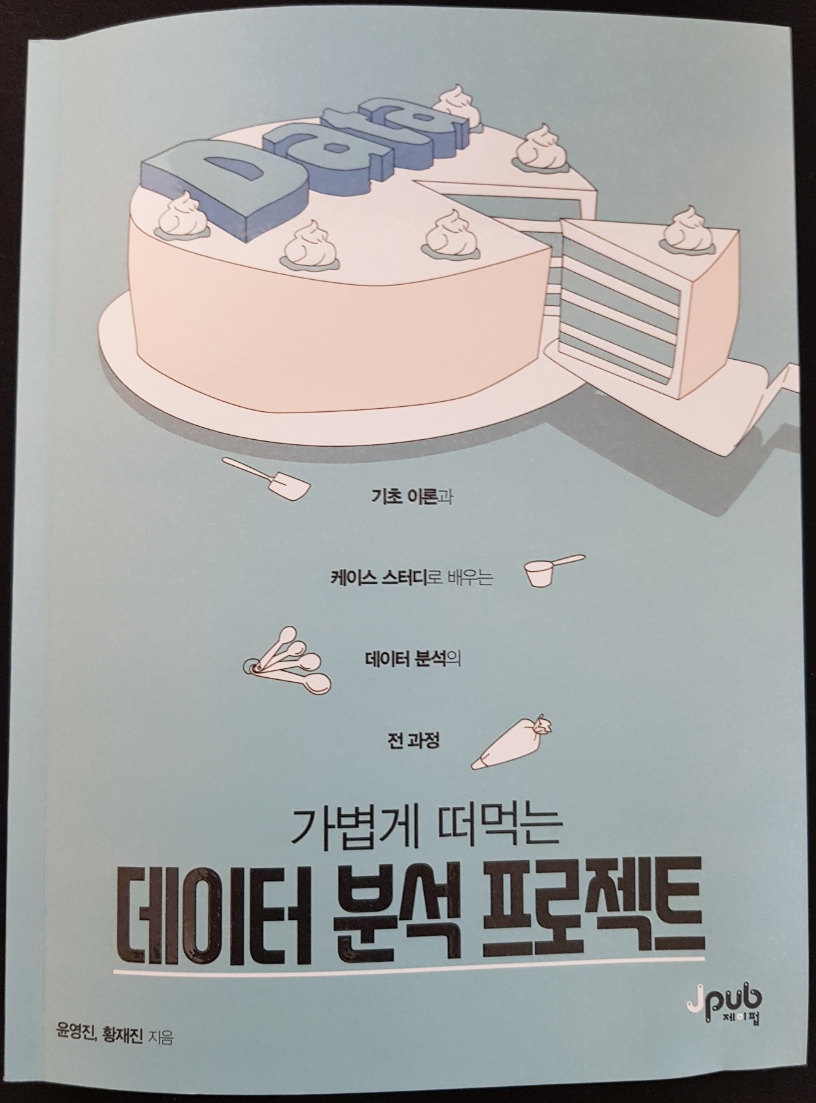 Data
기초 이론과
케이스 스터디로 배우는
데이터 분석의
전 과정
가볍게 떠먹는
데이터 분석 프로젝트
Jpub
제이펍
윤영진, 황재진 지음